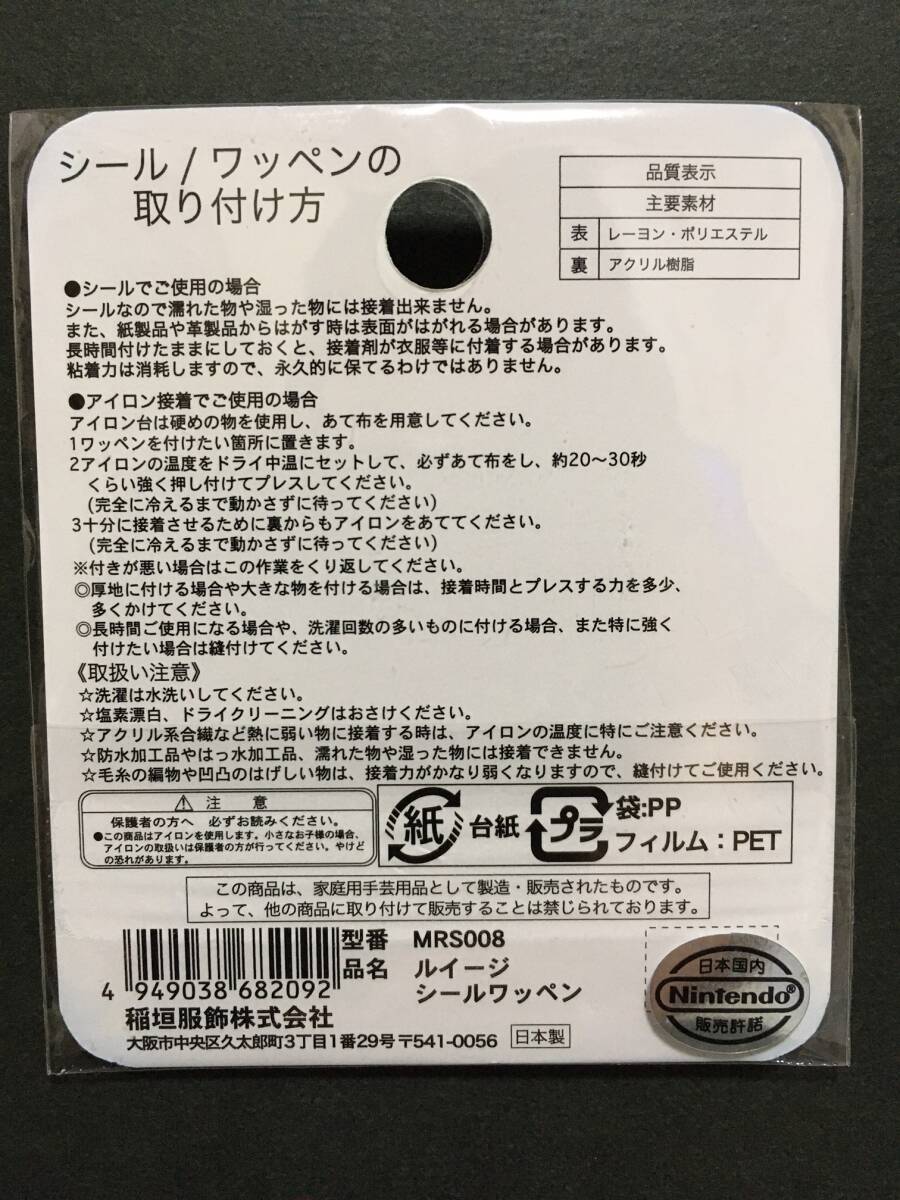 シール / ワッペンの
取り付け方
品質表示
主要素材
表 レーヨン・ポリエステル
裏 アクリル樹脂
●シールでご使用の場合
シールなので濡れた物や湿った物には接着出来ません。
また、紙製品や革製品からはがす時は表面がはがれる場合があります。
長時間付けたままにしておくと、接着剤が衣服等に付着する場合があります。
粘着力は消耗しますので、永久的に保てるわけではありません。
●アイロン接着でご使用の場合
アイロン台は硬めの物を使用し、あて布を用意してください。
1ワッペンを付けたい箇所に置きます。
2アイロンの温度をドライ中温にセットして、必ずあて布をし、約20〜30秒
くらい強く押し付けてプレスしてください。
(完全に冷えるまで動かさずに待ってください)
3十分に接着させるために裏からもアイロンをあててください。
(完全に冷えるまで動かさずに待ってください)
※付きが悪い場合はこの作業をくり返してください。
◎厚地に付ける場合や大きな物を付ける場合は、接着時間とプレスする力を多少、
多くかけてください。
◎長時間ご使用になる場合や、洗濯回数の多いものに付ける場合、また特に強く
付けたい場合は縫付けてください。
《取扱い注意》
☆洗濯は水洗いしてください。
☆塩素漂白、ドライクリーニングはおさけください。
☆アクリル系合繊など熱に弱い物に接着する時は、アイロンの温度に特にご注意ください。
☆防水加工品やはっ水加工品、濡れた物や湿った物には接着できません。
☆毛糸の編物や凹凸のはげしい物は、接着力がかなり弱くなりますので、縫付けてご使用ください。
⚠ 注 意
保護者の方へ 必ずお読みください。
●この商品はアイロンを使用します。小さなお子様の場合、
アイロンの取扱いは保護者の方が行ってください。やけど
の恐れがあります。
紙 台紙 プラ 袋:PP
フィルム:PET
この商品は、家庭用手芸用品として製造・販売されたものです。
よって、他の商品に取り付けて販売することは禁じられております。
4 949038 682092
型番 MRS008
品名 ルイージ
シールワッペン
稲垣服飾株式会社
大阪市中央区久太郎町3丁目1番29号〒541-0056 日本製
日本国内
Nintendo®
販売許諾